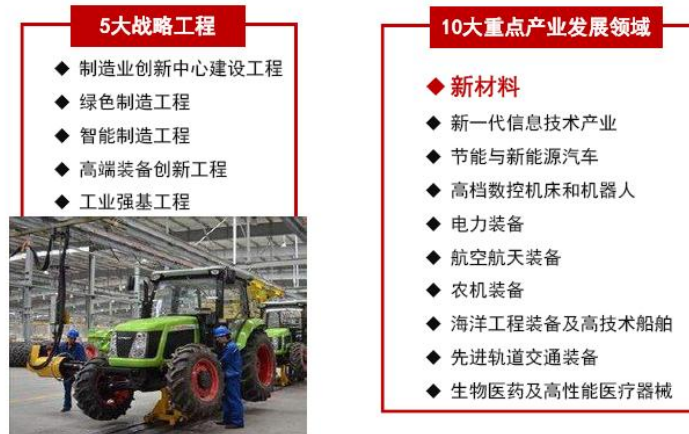 5大战略工程
◆ 制造业创新中心建设工程
◆ 绿色制造工程
◆ 智能制造工程
◆ 高端装备创新工程
◆ 工业强基工程
10大重点产业发展领域
◆ 新材料
◆ 新一代信息技术产业
◆ 节能与新能源汽车
◆ 高档数控机床和机器人
◆ 电力装备
◆ 航空航天装备
◆ 农机装备
◆ 海洋工程装备及高技术船舶
◆ 先进轨道交通装备
◆ 生物医药及高性能医疗器械